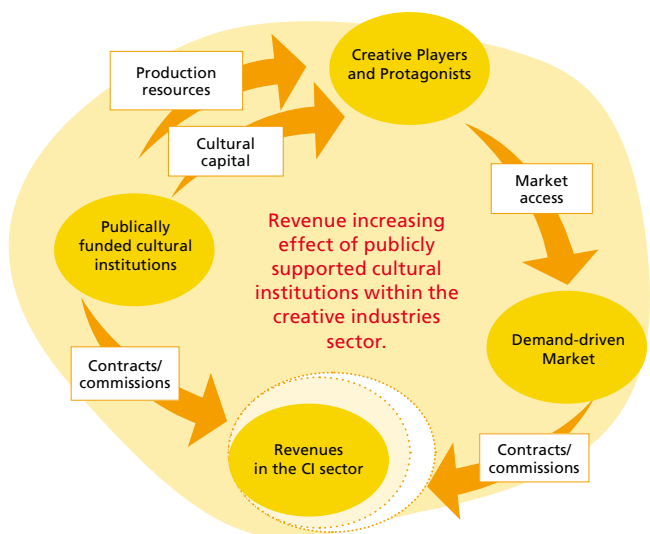 Creative Players
and Protagonists
Production
resources
Cultural
capital
Market
access
Publically
funded cultural
institutions
Revenue increasing
effect of publicly
supported cultural
institutions within the
creative industries
sector.
Demand-driven
Market
Contracts/
commissions
Revenues
in the CI sector
Contracts/
commissions